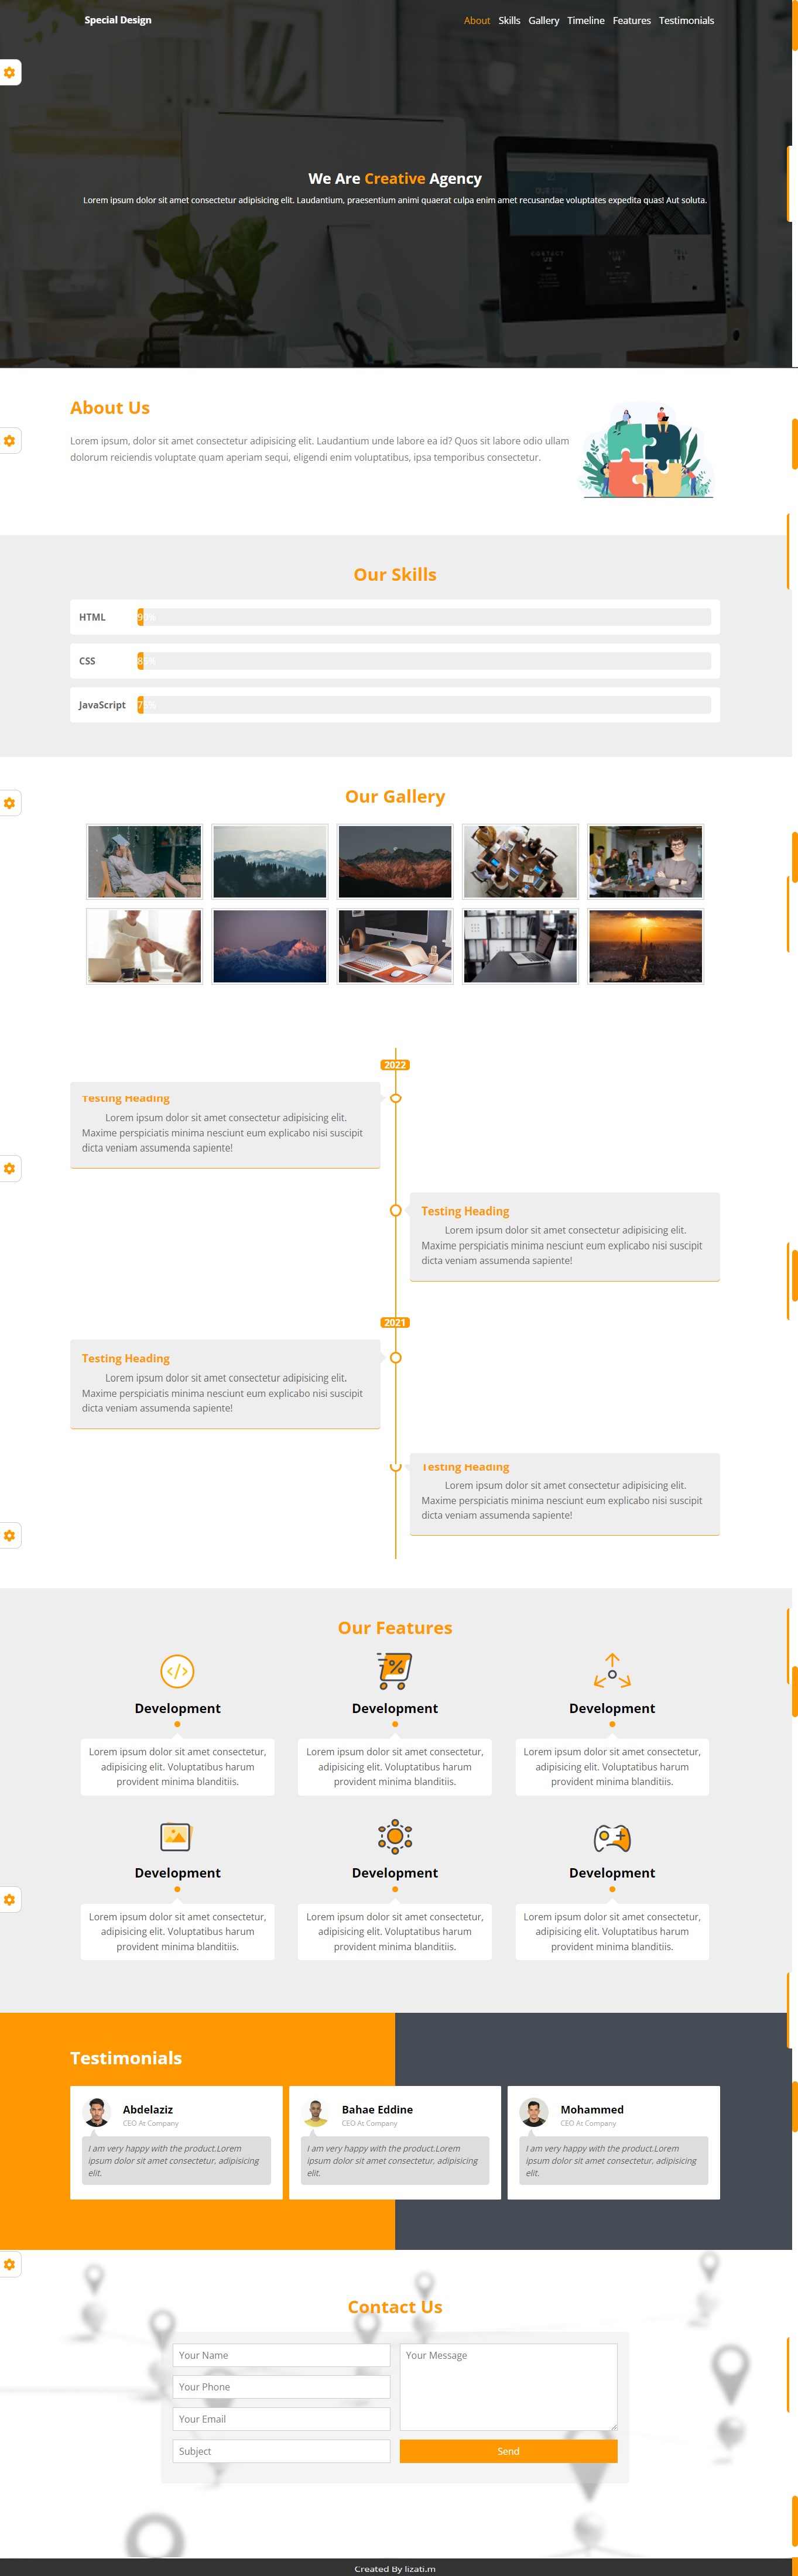 Special Design
About Skills Gallery Timeline Features Testimonials
We Are Creative Agency
Lorem ipsum dolor sit amet consectetur adipisicing elit. Laudantium, praesentium animi quaerat culpa enim amet recusandae voluptates expedita quas! Aut soluta.
About Us
Lorem ipsum, dolor sit amet consectetur adipisicing elit. Laudantium unde labore ea id? Quos sit labore odio ullam
dolorum reiciendis voluptate quam aperiam sequi, eligendi enim voluptatibus, ipsa temporibus consectetur.
Our Skills
HTML
CSS
JavaScript
Our Gallery
2022
Testing Heading
Lorem ipsum dolor sit amet consectetur adipisicing elit.
Maxime perspiciatis minima nesciunt eum explicabo nisi suscipit
dicta veniam assumenda sapiente!
Testing Heading
Lorem ipsum dolor sit amet consectetur adipisicing elit.
Maxime perspiciatis minima nesciunt eum explicabo nisi suscipit
dicta veniam assumenda sapiente!
2021
Testing Heading
Lorem ipsum dolor sit amet consectetur adipisicing elit.
Maxime perspiciatis minima nesciunt eum explicabo nisi suscipit
dicta veniam assumenda sapiente!
Testing Heading
Lorem ipsum dolor sit amet consectetur adipisicing elit.
Maxime perspiciatis minima nesciunt eum explicabo nisi suscipit
dicta veniam assumenda sapiente!
Our Features
Development
Lorem ipsum dolor sit amet consectetur,
adipisicing elit. Voluptatibus harum
provident minima blanditiis.
Development
Lorem ipsum dolor sit amet consectetur,
adipisicing elit. Voluptatibus harum
provident minima blanditiis.
Development
Lorem ipsum dolor sit amet consectetur,
adipisicing elit. Voluptatibus harum
provident minima blanditiis.
Development
Lorem ipsum dolor sit amet consectetur,
adipisicing elit. Voluptatibus harum
provident minima blanditiis.
Development
Lorem ipsum dolor sit amet consectetur,
adipisicing elit. Voluptatibus harum
provident minima blanditiis.
Development
Lorem ipsum dolor sit amet consectetur,
adipisicing elit. Voluptatibus harum
provident minima blanditiis.
Testimonials
Abdelaziz
CEO At Company
I am very happy with the product.Lorem
ipsum dolor sit amet consectetur, adipisicing
elit.
Bahae Eddine
CEO At Company
I am very happy with the product.Lorem
ipsum dolor sit amet consectetur, adipisicing
elit.
Mohammed
CEO At Company
I am very happy with the product.Lorem
ipsum dolor sit amet consectetur, adipisicing
elit.
Contact Us
Your Name
Your Phone
Your Email
Subject
Your Message
Send
Created By lizati.m